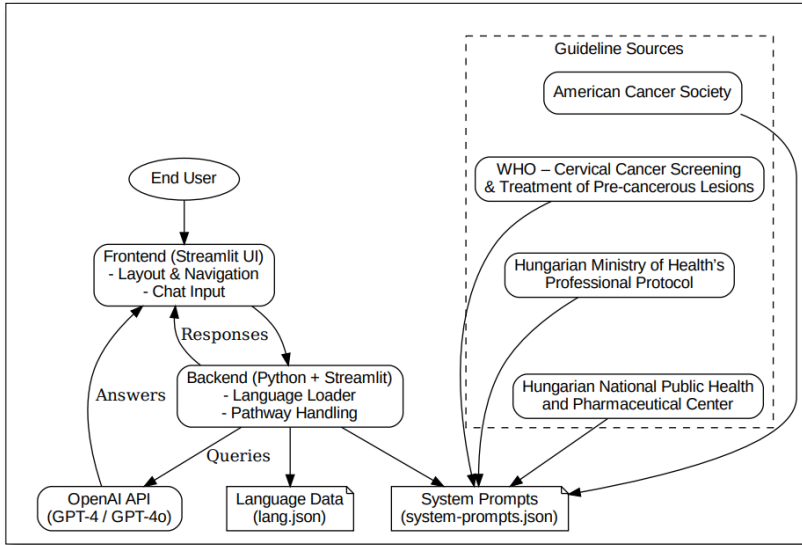 Guideline Sources
American Cancer Society
WHO – Cervical Cancer Screening
& Treatment of Pre-cancerous Lesions
End User
Frontend (Streamlit UI)
- Layout & Navigation
- Chat Input
Hungarian Ministry of Health's
Professional Protocol
Responses
Answers
Backend (Python + Streamlit)
- Language Loader
- Pathway Handling
Hungarian National Public Health
and Pharmaceutical Center
Queries
OpenAI API
(GPT-4 / GPT-4o)
Language Data
(lang.json)
System Prompts
(system-prompts.json)